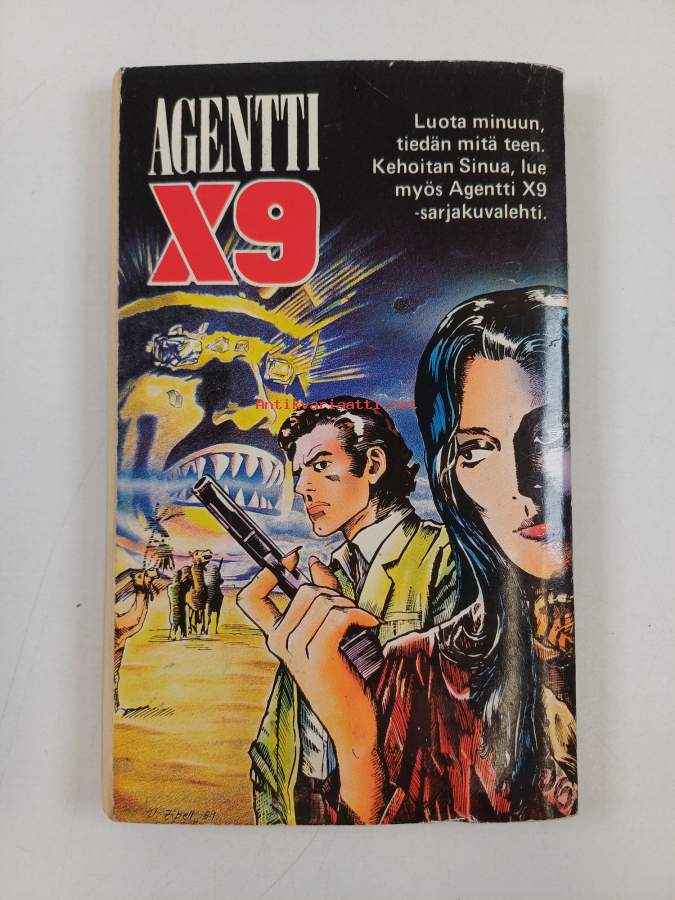 AGENTTI
X9
Luota minuun,
tiedän mitä teen.
Kehoitan Sinua, lue
myös Agentti X9
-sarjakuvalehti.
Antikvariaatti.net